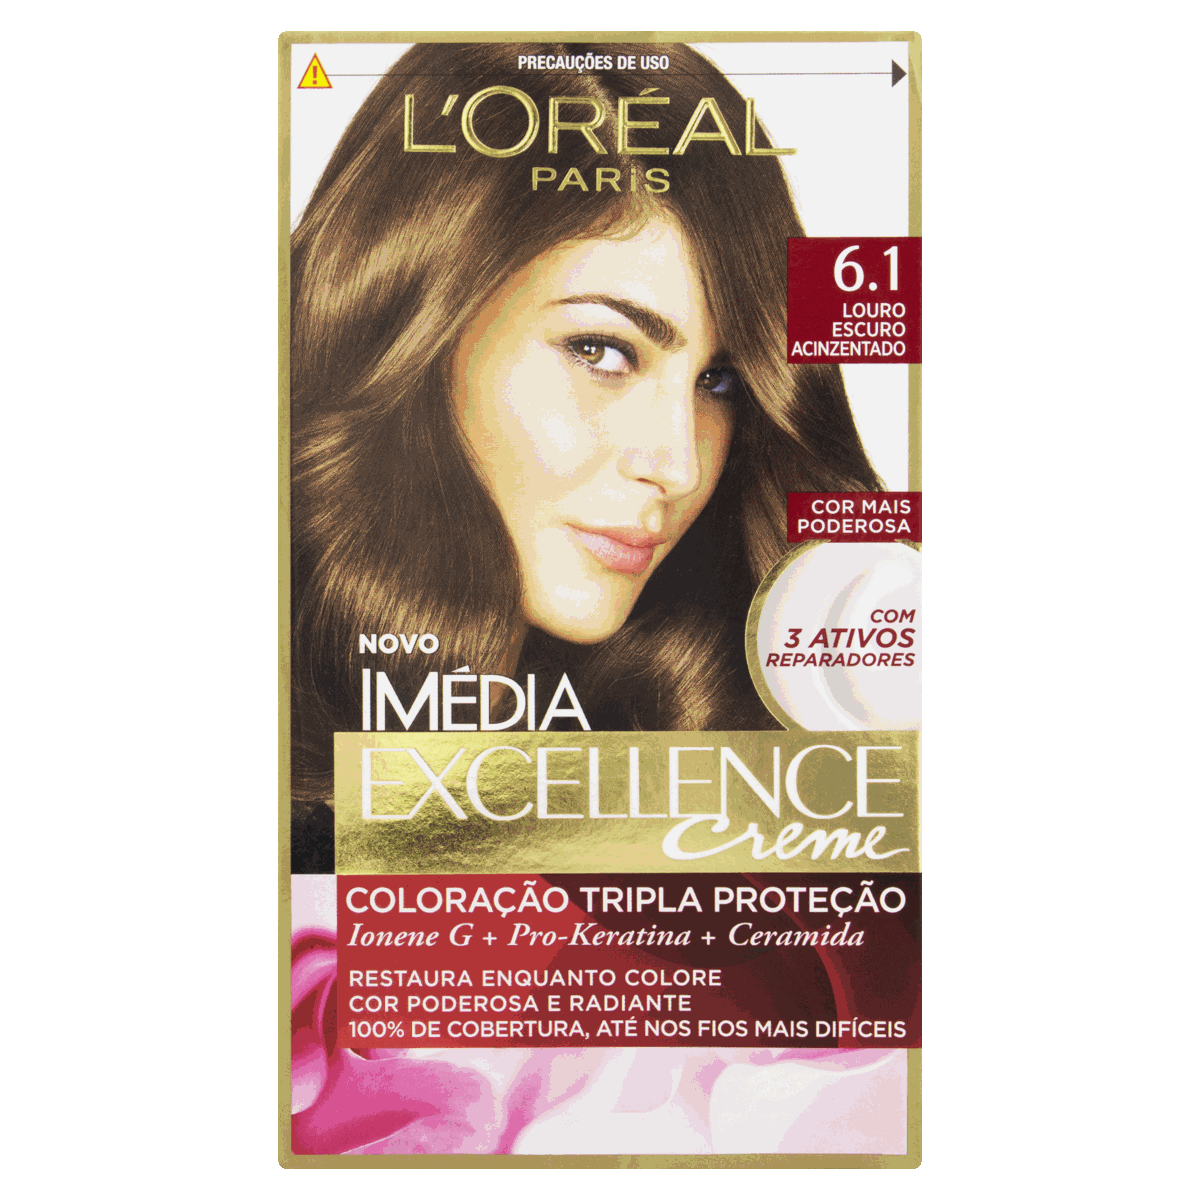 PRECAUÇÕES DE USO
L'ORÉAL
PARIS
6.1
LOURO
ESCURO
ACINZENTADO
COR MAIS
PODEROSA
COM
3 ATIVOS
REPARADORES
NOVO
IMÉDIA
EXCELLENCE
Creme
COLORAÇÃO TRIPLA PROTEÇÃO
Ionene G + Pro-Keratina + Ceramida
RESTAURA ENQUANTO COLORE
COR PODEROSA E RADIANTE
100% DE COBERTURA, ATÉ NOS FIOS MAIS DIFÍCEIS